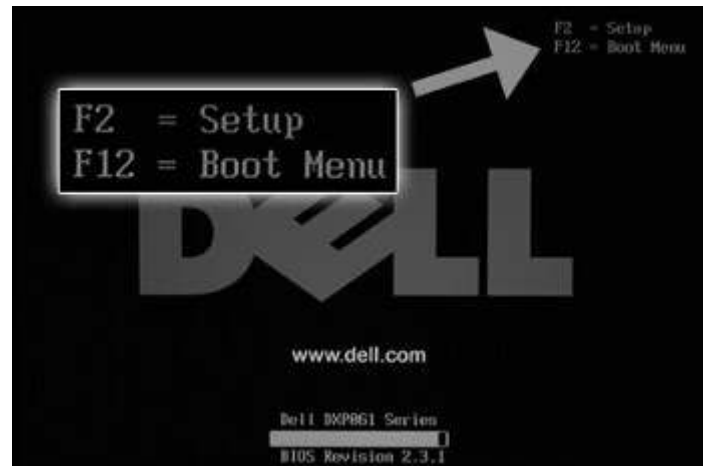 F2 = Setup
F12 = Boot Menu
F2 = Setup
F12 = Boot Menu
DELL
www.dell.com
Dell DXP061 Series
BIOS Revision 2.3.1